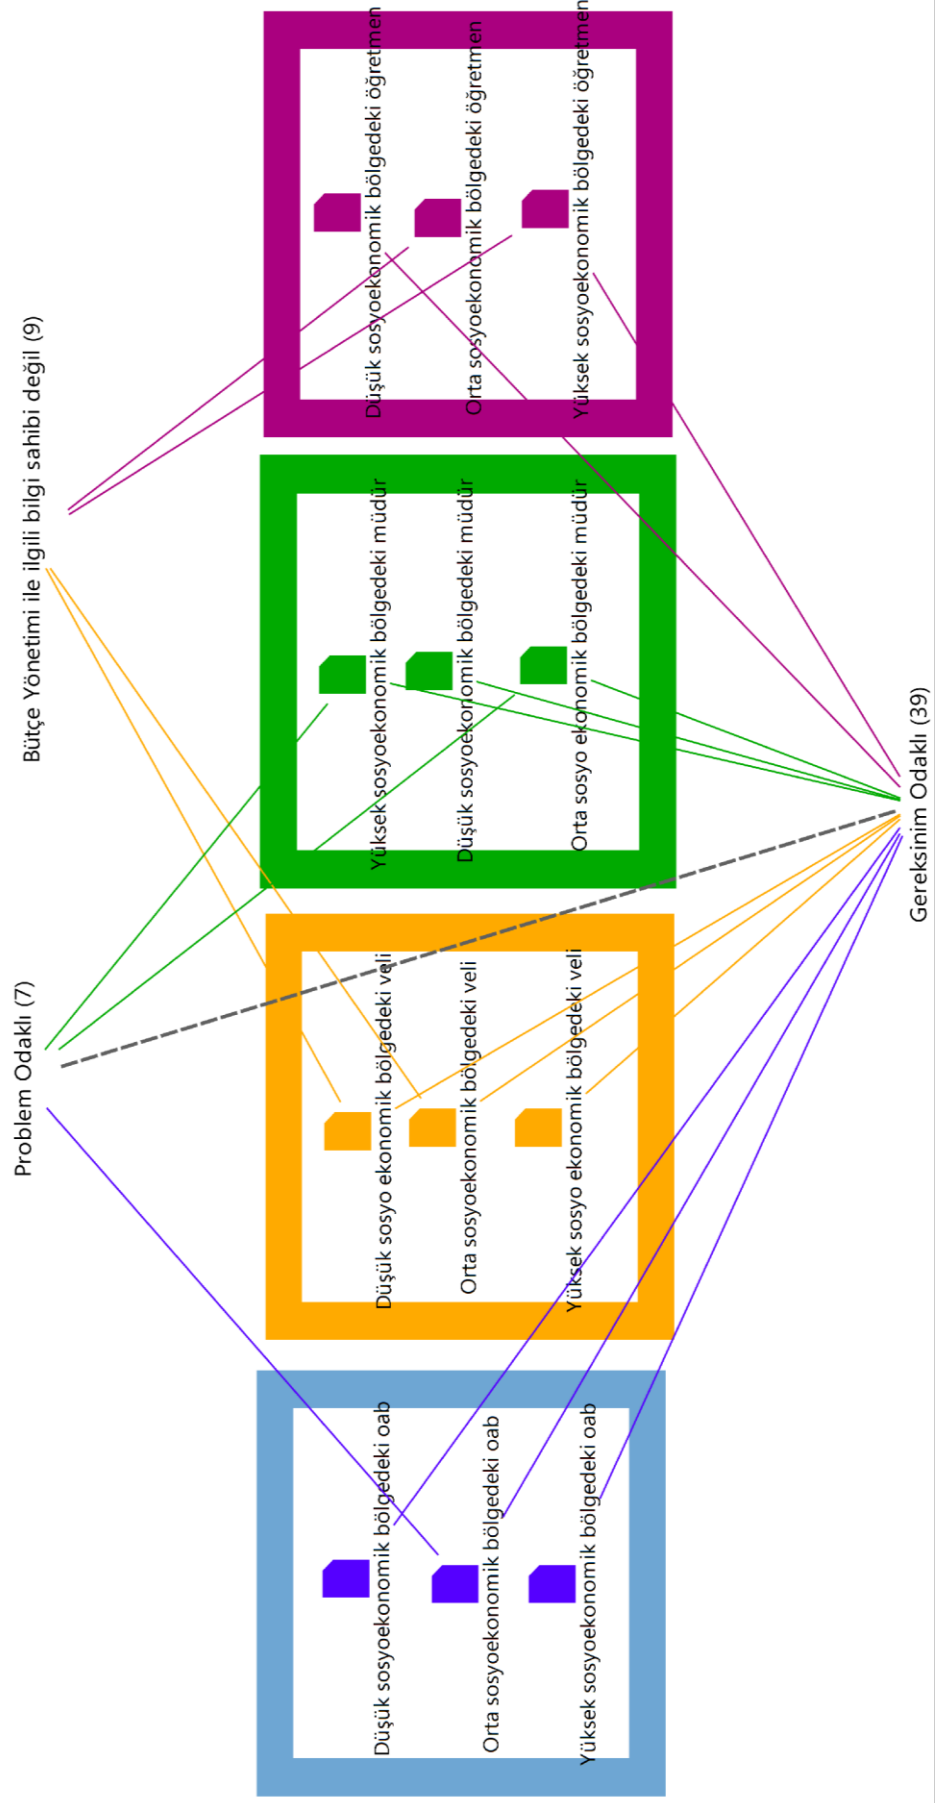 Problem Odaklı (7)
Bütçe Yönetimi ile ilgili bilgi sahibi değil (9)
Düşük sosyoekonomik bölgedeki oab
Orta sosyoekonomik bölgedeki oab
Yüksek sosyoekonomik bölgedeki oab
Düşük sosyo ekonomik bölgedeki veli
Orta sosyoekonomik bölgedeki veli
Yüksek sosyo ekonomik bölgedeki veli
Yüksek sosyoekonomik bölgedeki müdür
Düşük sosyoekonomik bölgedeki müdür
Orta sosyo ekonomik bölgedeki müdür
Düşük sosyoekonomik bölgedeki öğretmen
Orta sosyoekonomik bölgedeki öğretmen
Yüksek sosyoekonomik bölgedeki öğretmen
Gereksinim Odaklı (39)